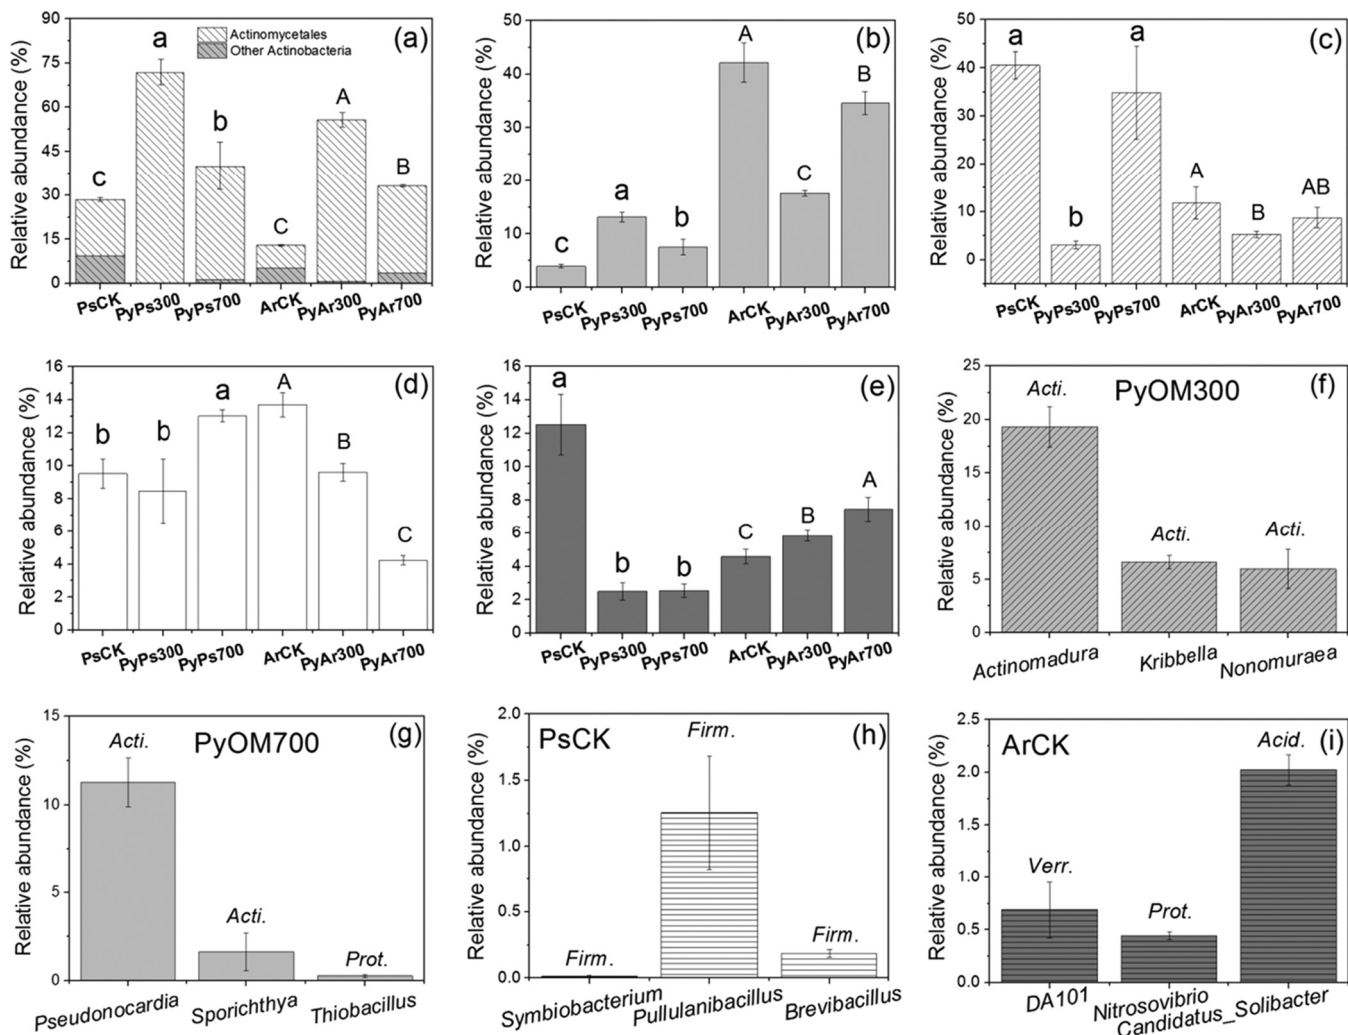 Relative abundance (%)
90
75
60
45
30
15
0
Actinomycetales
Other Actinobacteria
(a)
c
a
b
C
A
B
PsCK
PyPs300
PyPs700
ArCK
PyAr300
PyAr700
Relative abundance (%)
50
40
30
20
10
0
(b)
c
a
b
A
C
B
PsCK
PyPs300
PyPs700
ArCK
PyAr300
PyAr700
Relative abundance (%)
50
40
30
20
10
0
(c)
a
b
a
A
B
AB
PsCK
PyPs300
PyPs700
ArCK
PyAr300
PyAr700
Relative abundance (%)
16
14
12
10
8
6
4
2
0
(d)
b
b
a
A
B
C
PsCK
PyPs300
PyPs700
ArCK
PyAr300
PyAr700
Relative abundance (%)
16
14
12
10
8
6
4
2
0
(e)
a
b
b
C
B
A
PsCK
PyPs300
PyPs700
ArCK
PyAr300
PyAr700
Relative abundance (%)
25
20
15
10
5
0
PyOM300
(f)
Acti.
Acti.
Acti.
Actinomadura
Kribbella
Nonomuraea
Relative abundance (%)
15
10
5
0
PyOM700
(g)
Acti.
Acti.
Prot.
Pseudonocardia
Sporichthya
Thiobacillus
Relative abundance (%)
2.0
1.5
1.0
0.5
0.0
PsCK
(h)
Firm.
Firm.
Firm.
Symbiobacterium
Pullulanibacillus
Brevibacillus
Relative abundance (%)
2.5
2.0
1.5
1.0
0.5
0.0
ArCK
(i)
Verr.
Prot.
Acid.
DA101
Nitrosovibrio
Candidatus_Solibacter